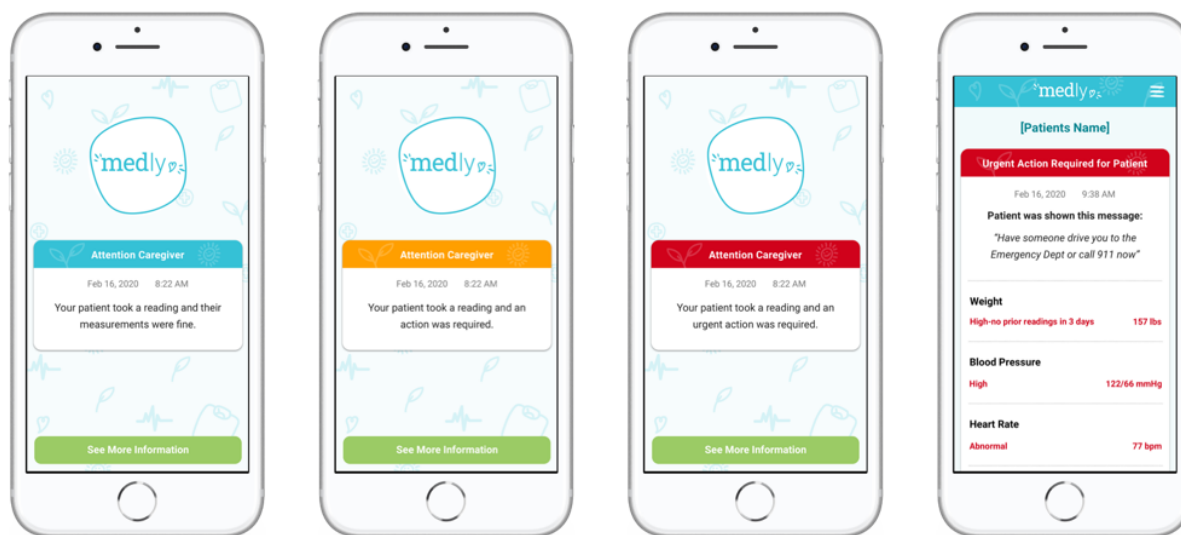 medly
Attention Caregiver
Feb 16, 2020 8:22 AM
Your patient took a reading and their
measurements were fine.
See More Information
medly
Attention Caregiver
Feb 16, 2020 8:22 AM
Your patient took a reading and an
action was required.
See More Information
medly
Attention Caregiver
Feb 16, 2020 8:22 AM
Your patient took a reading and an
urgent action was required.
See More Information
medly
[Patients Name]
Urgent Action Required for Patient
Feb 16, 2020 9:38 AM
Patient was shown this message:
"Have someone drive you to the
Emergency Dept or call 911 now"
Weight
High-no prior readings in 3 days 157 lbs
Blood Pressure
High 122/66 mmHg
Heart Rate
Abnormal 77 bpm